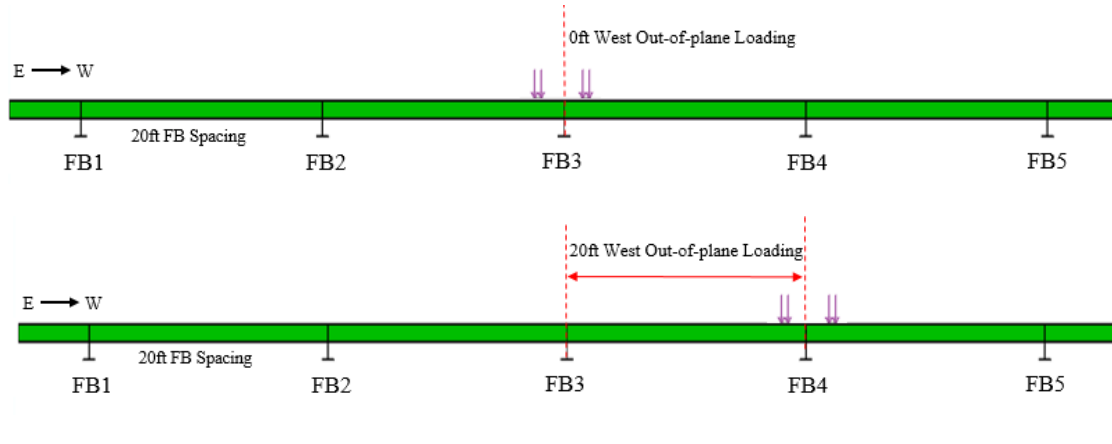 0ft West Out-of-plane Loading
E W
20ft FB Spacing
FB1 FB2 FB3 FB4 FB5
20ft West Out-of-plane Loading
E W
20ft FB Spacing
FB1 FB2 FB3 FB4 FB5